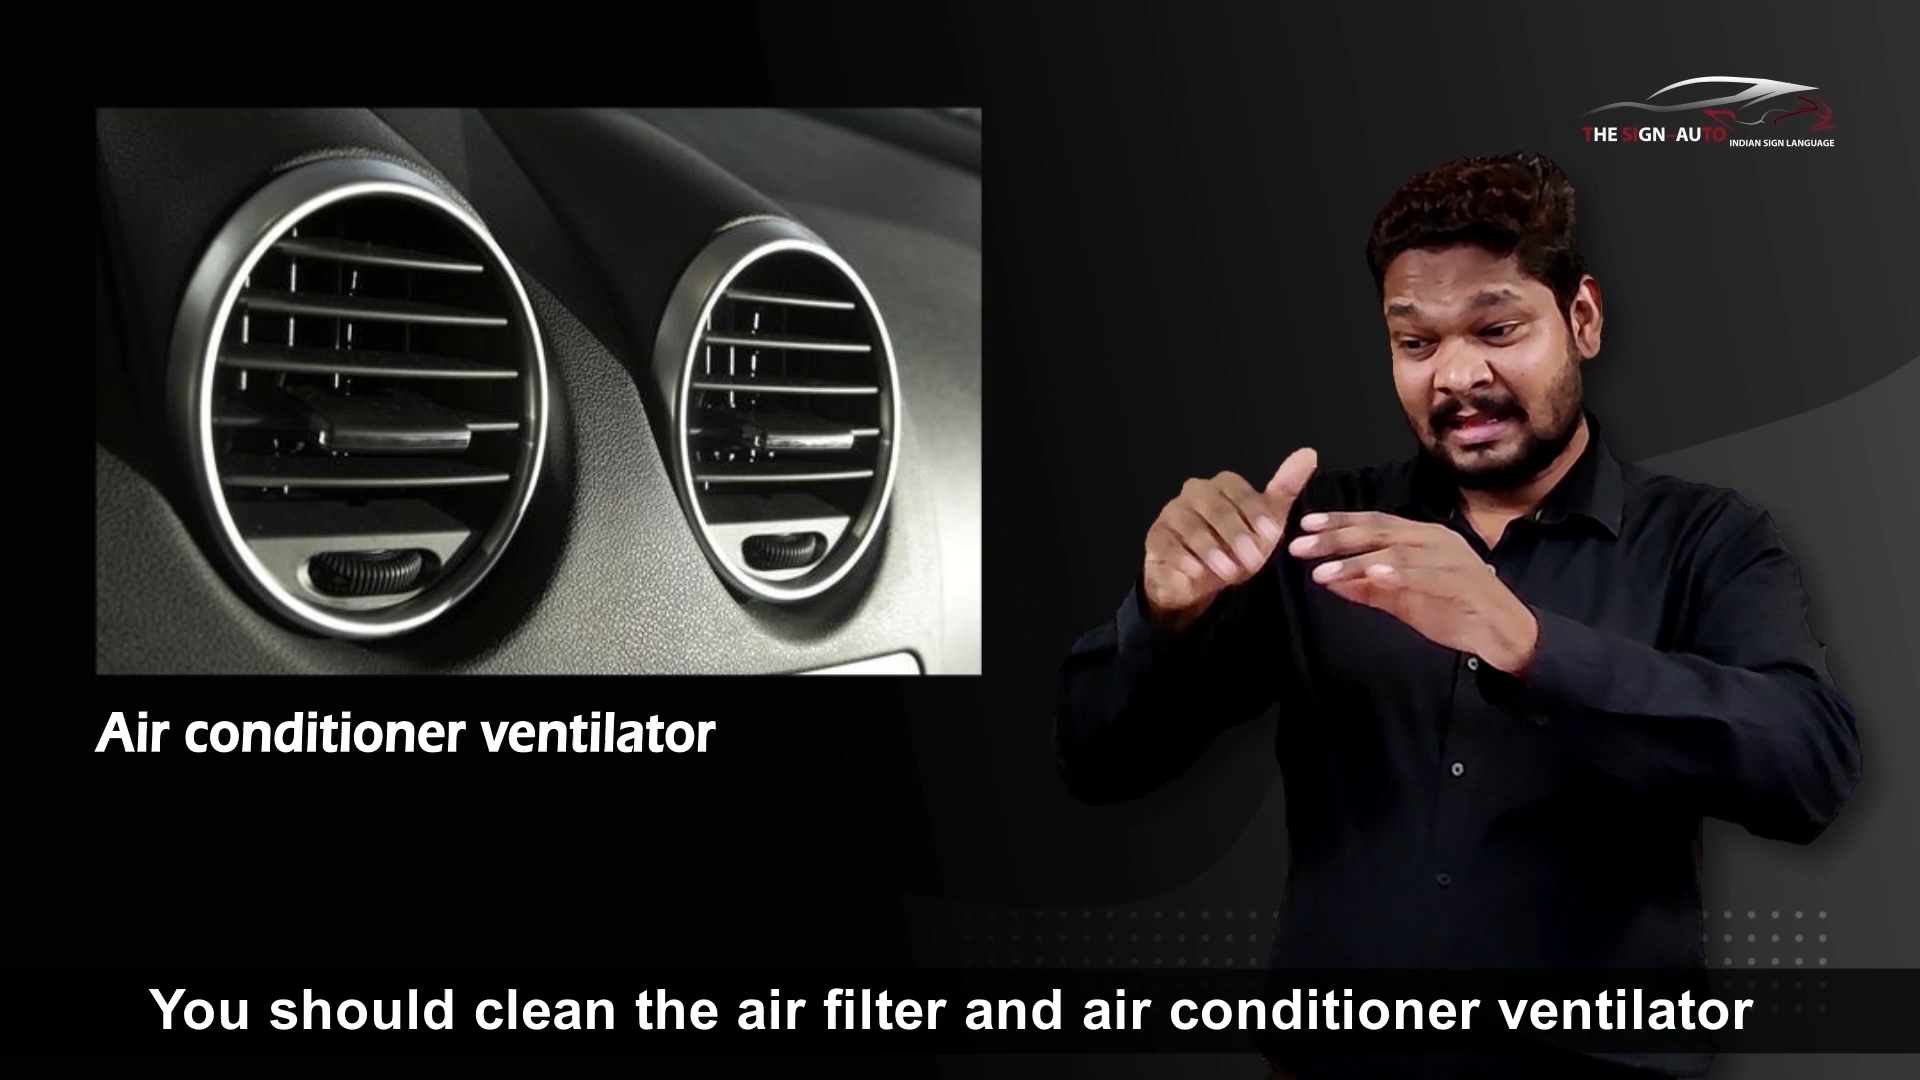 THE SIGN-AUTO
INDIAN SIGN LANGUAGE
Air conditioner ventilator
You should clean the air filter and air conditioner ventilator